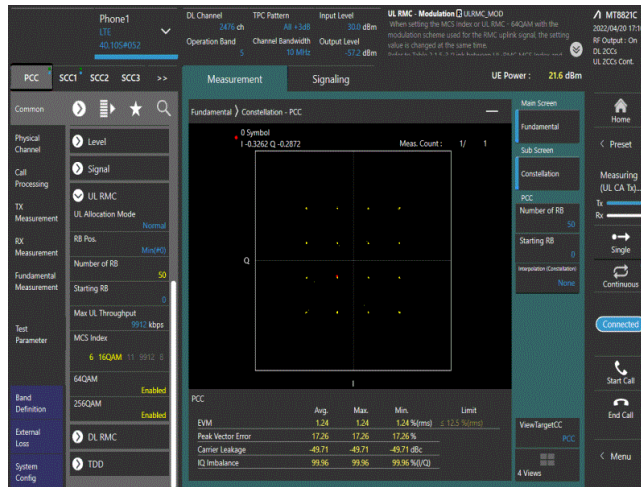 Phone1
LTE
40.10S#052
DL Channel
2476 ch
TPC Pattern
All +3dB
Input Level
30.0 dBm
Operation Band
5
Channel Bandwidth
10 MHz
Output Level
-57.2 dBm
UL RMC - Modulation ULRMC_MOD
When setting the MCS index or UL RMC - 64QAM with the
modulation scheme used for the RMC uplink signal, the setting
value is changed at the same time.
MT8821C
2022/04/20 17:1
RF Output : On
DL 2CCs
UL 2CCs Cont.
PCC
SCC1
SCC2
SCC3
>>
Measurement
Signaling
UE Power : 21.6 dBm
Common
Physical
Channel
Call
Processing
TX
Measurement
RX
Measurement
Fundamental
Measurement
Test
Parameter
Band
Definition
External
Loss
System
Config
Level
Signal
UL RMC
UL Allocation Mode
Normal
RB Pos.
Min(#0)
Number of RB
50
Starting RB
0
Max UL Throughput
9912 kbps
MCS Index
6 16QAM 11 9912 8
64QAM
Enabled
256QAM
Enabled
DL RMC
TDD
Fundamental
Constellation - PCC
0 Symbol
I -0.3262 Q -0.2872
Meas. Count : 1/ 1
Q
I
PCC
Avg. Max. Min. Limit
EVM 1.24 1.24 1.24 %(rms) ≤ 12.5 %(rms)
Peak Vector Error 17.26 17.26 17.26 %
Carrier Leakage -49.71 -49.71 -49.71 dBc
IQ Imbalance 99.96 99.96 99.96 %(I/Q)
Main Screen
Fundamental
Sub Screen
Constellation
PCC
Number of RB
50
Starting RB
0
Interpolation (Constellation)
None
ViewTargetCC
PCC
4 Views
Home
< Preset
Measuring
(UL CA Tx)...
Tx
Rx
Single
Continuous
Connected
Start Call
End Call
< Menu